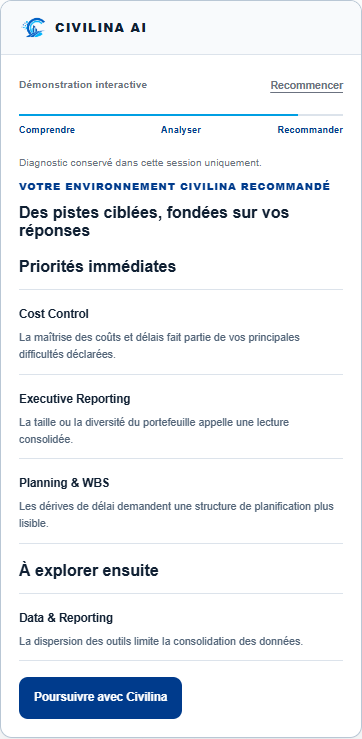 CIVILINA AI
Démonstration interactive
Recommencer
Comprendre
Analyser
Recommander
Diagnostic conservé dans cette session uniquement.
VOTRE ENVIRONNEMENT CIVILINA RECOMMANDÉ
Des pistes ciblées, fondées sur vos
réponses
Priorités immédiates
Cost Control
La maîtrise des coûts et délais fait partie de vos principales
difficultés déclarées.
Executive Reporting
La taille ou la diversité du portefeuille appelle une lecture
consolidée.
Planning & WBS
Les dérives de délai demandent une structure de planification plus
lisible.
À explorer ensuite
Data & Reporting
La dispersion des outils limite la consolidation des données.
Poursuivre avec Civilina